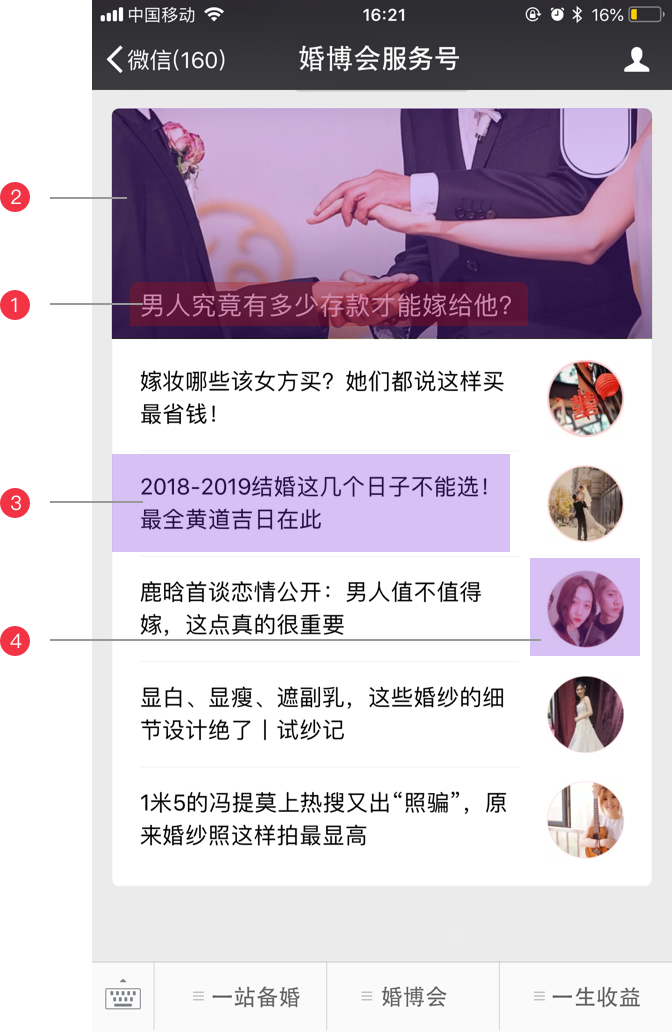 中国移动
16:21
16%
微信(160)
婚博会服务号
2
1
男人究竟有多少存款才能嫁给他?
嫁妆哪些该女方买？她们都说这样买
最省钱！
3
2018-2019结婚这几个日子不能选！
最全黄道吉日在此
鹿晗首谈恋情公开：男人值不值得
嫁，这点真的很重要
4
显白、显瘦、遮副乳，这些婚纱的细
节设计绝了丨试纱记
1米5的冯提莫上热搜又出“照骗”，原
来婚纱照这样拍最显高
一站备婚
婚博会
一生收益